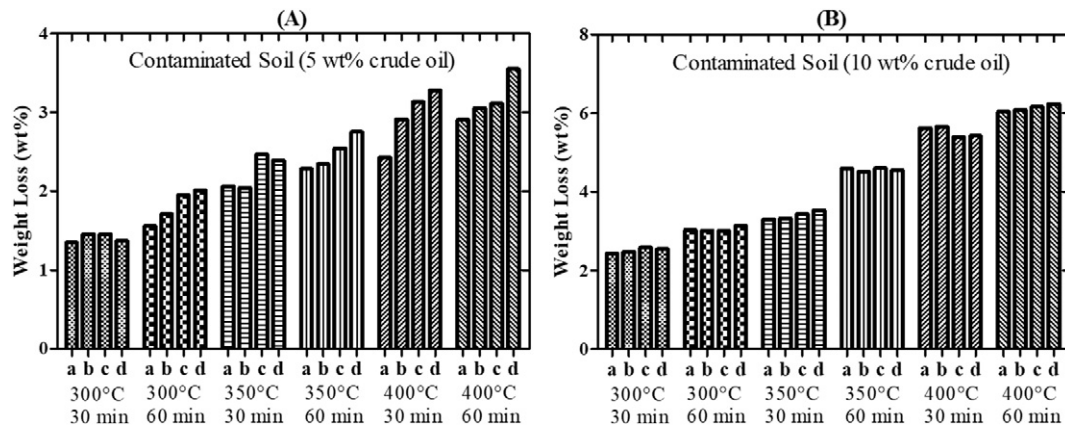 (A)
Contaminated Soil (5 wt% crude oil)
Weight Loss (wt%)
4
3
2
1
0
a b c d a b c d a b c d a b c d a b c d a b c d
300°C 300°C 350°C 350°C 400°C 400°C
30 min 60 min 30 min 60 min 30 min 60 min
(B)
Contaminated Soil (10 wt% crude oil)
Weight Loss (wt%)
8
6
4
2
0
a b c d a b c d a b c d a b c d a b c d a b c d
300°C 300°C 350°C 350°C 400°C 400°C
30 min 60 min 30 min 60 min 30 min 60 min